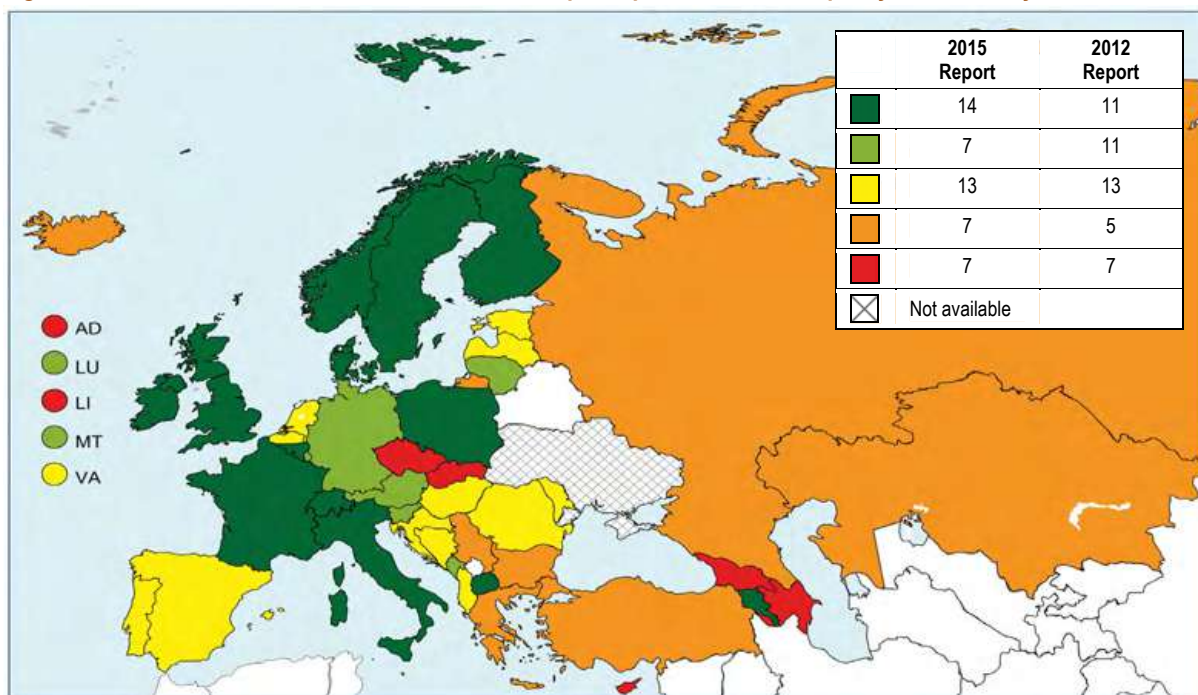 2015 Report
2012 Report
14 11
7 11
13 13
7 5
7 7
Not available
AD
LU
LI
MT
VA